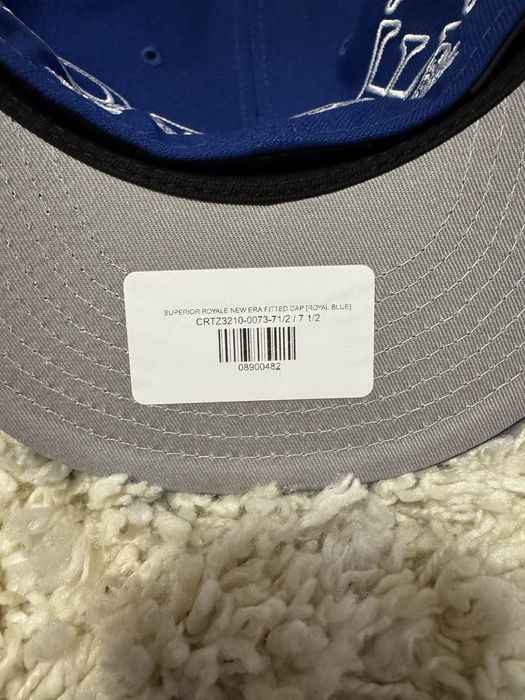 SUPERIOR ROYALE NEW ERA FITTED CAP [ROYAL BLUE]
CRTZ3210-0073-71/2 / 7 1/2
08900482